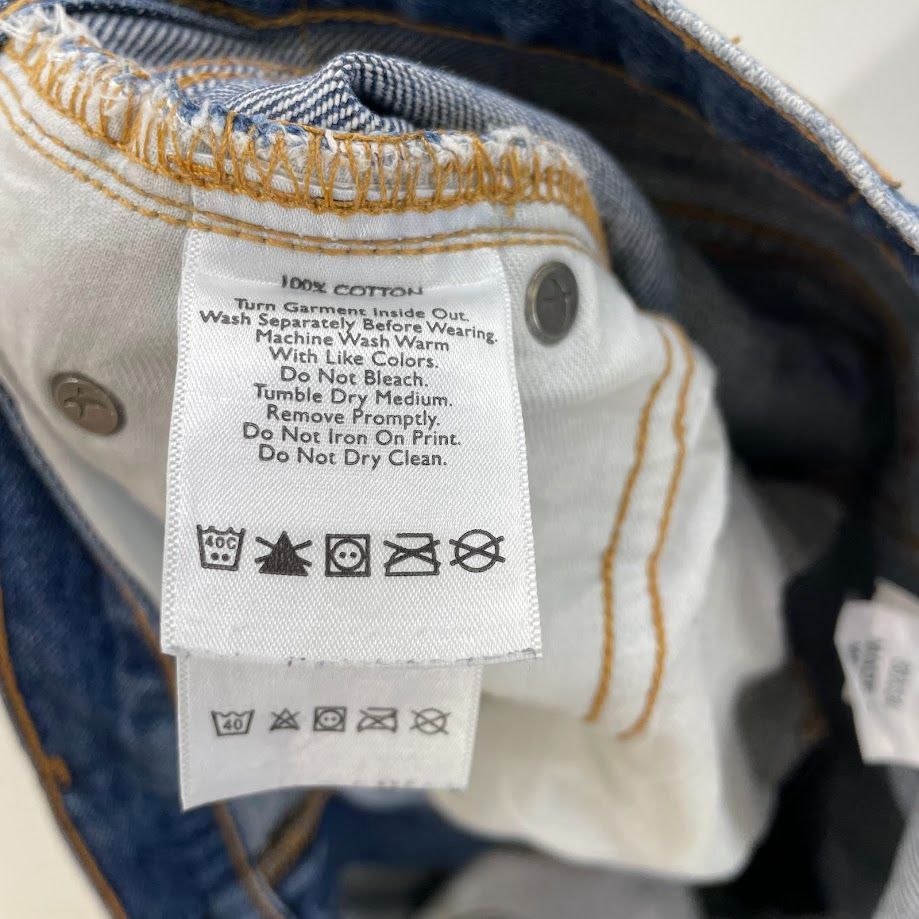 100% COTTON
Turn Garment Inside Out.
Wash Separately Before Wearing.
Machine Wash Warm
With Like Colors.
Do Not Bleach.
Tumble Dry Medium.
Remove Promptly.
Do Not Iron On Print.
Do Not Dry Clean.
40C
40